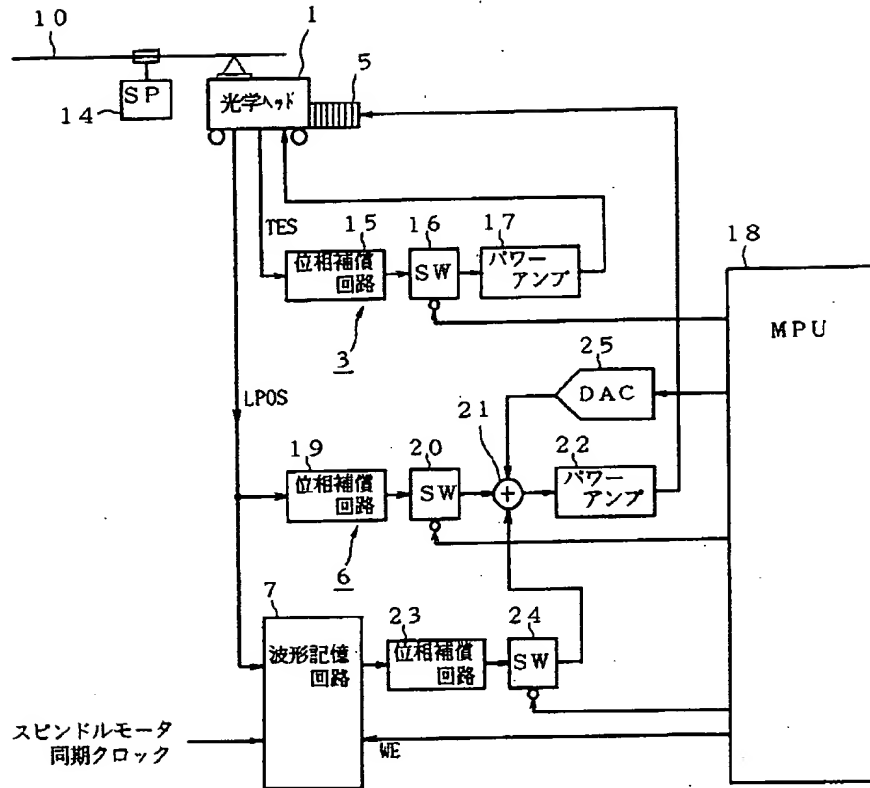 10
1
5
SP
14
光学ヘッド
TES
15
16
17
18
位相補償
回路
SW
パワー
アンプ
MPU
3
25
DAC
LPOS
21
19
20
22
位相補償
回路
SW
+
パワー
アンプ
6
7
23
24
波形記憶
回路
位相補償
回路
SW
スピンドルモータ
同期クロック
WE